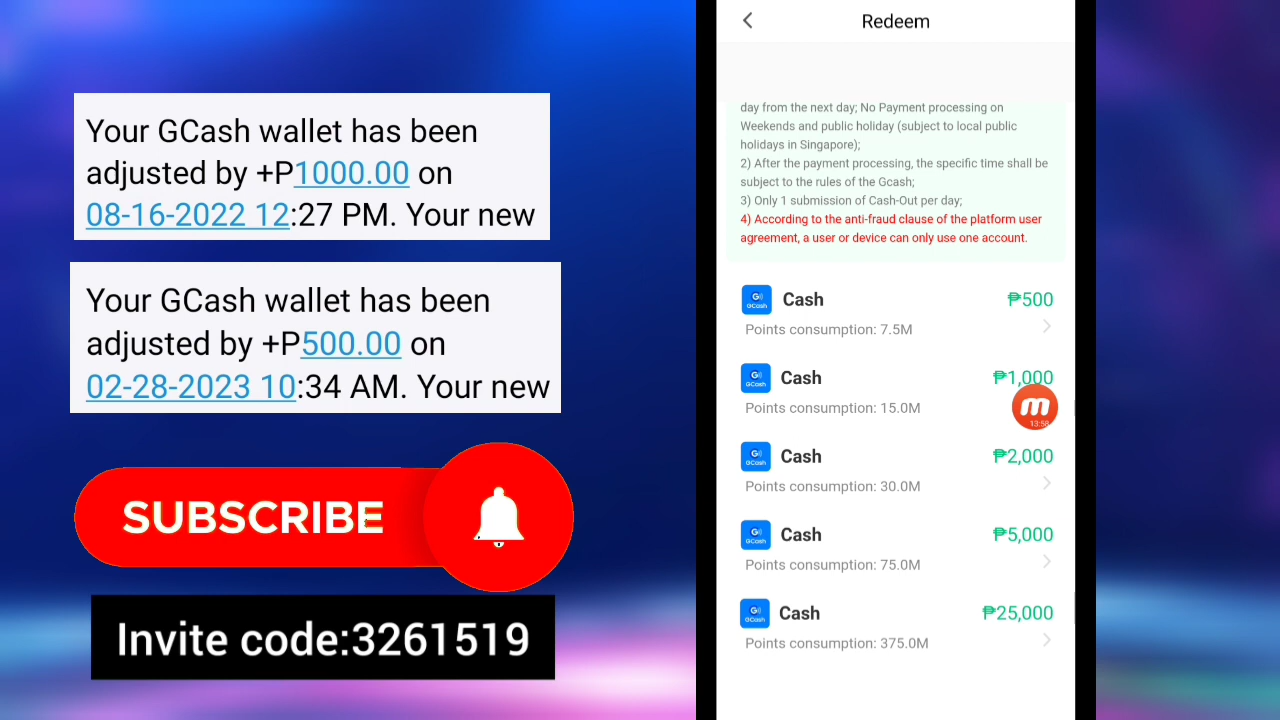 Your GCash wallet has been
adjusted by +P1000.00 on
08-16-2022 12:27 PM. Your new
Your GCash wallet has been
adjusted by +P500.00 on
02-28-2023 10:34 AM. Your new
SUBSCRIBE
Invite code:3261519
Redeem
day from the next day; No Payment processing on
Weekends and public holiday (subject to local public
holidays in Singapore);
2) After the payment processing, the specific time shall be
subject to the rules of the Gcash;
3) Only 1 submission of Cash-Out per day;
4) According to the anti-fraud clause of the platform user
agreement, a user or device can only use one account.
G
GCash
Cash
₱500
Points consumption: 7.5M
G
GCash
Cash
₱1,000
Points consumption: 15.0M
m
13:58
G
GCash
Cash
₱2,000
Points consumption: 30.0M
G
GCash
Cash
₱5,000
Points consumption: 75.0M
G
GCash
Cash
₱25,000
Points consumption: 375.0M